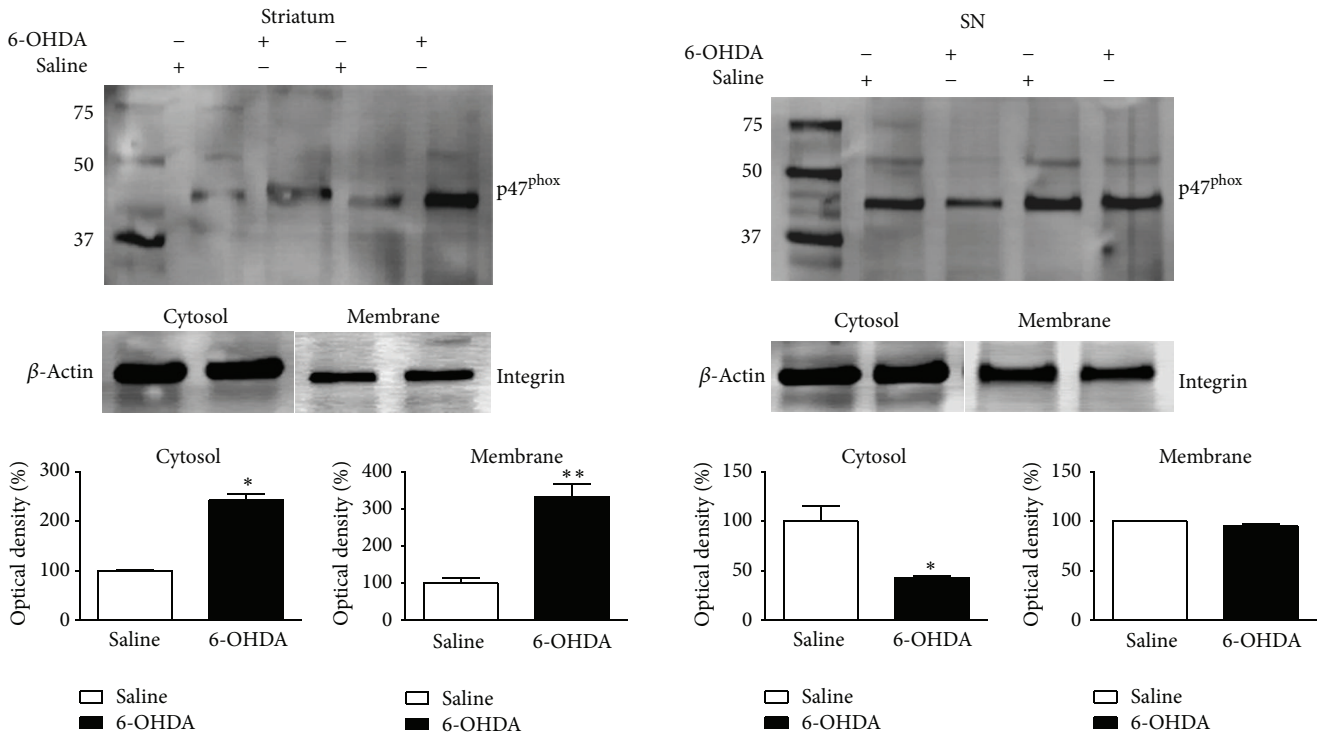 Striatum
6-OHDA − + − +
Saline + − + −
75
50
37
p47phox
Cytosol Membrane
β-Actin
Integrin
Cytosol
Optical density (%)
300
200
100
0
Saline 6-OHDA
Saline
6-OHDA
*
Membrane
Optical density (%)
400
300
200
100
0
Saline 6-OHDA
Saline
6-OHDA
**
SN
6-OHDA − + − +
Saline + − + −
75
50
37
p47phox
Cytosol Membrane
β-Actin
Integrin
Cytosol
Optical density (%)
150
100
50
0
Saline 6-OHDA
Saline
6-OHDA
*
Membrane
Optical density (%)
150
100
50
0
Saline 6-OHDA
Saline
6-OHDA